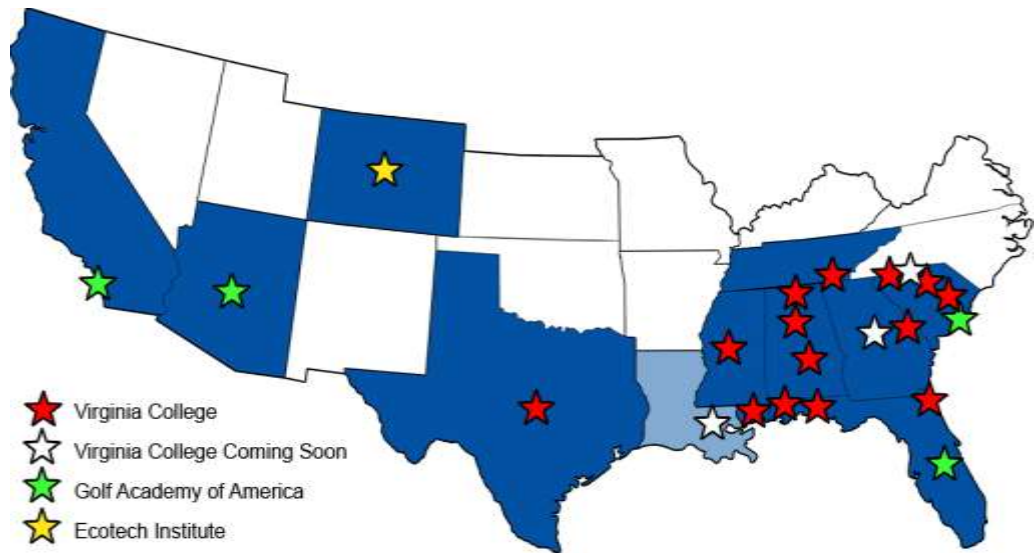 Virginia College
Virginia College Coming Soon
Golf Academy of America
Ecotech Institute